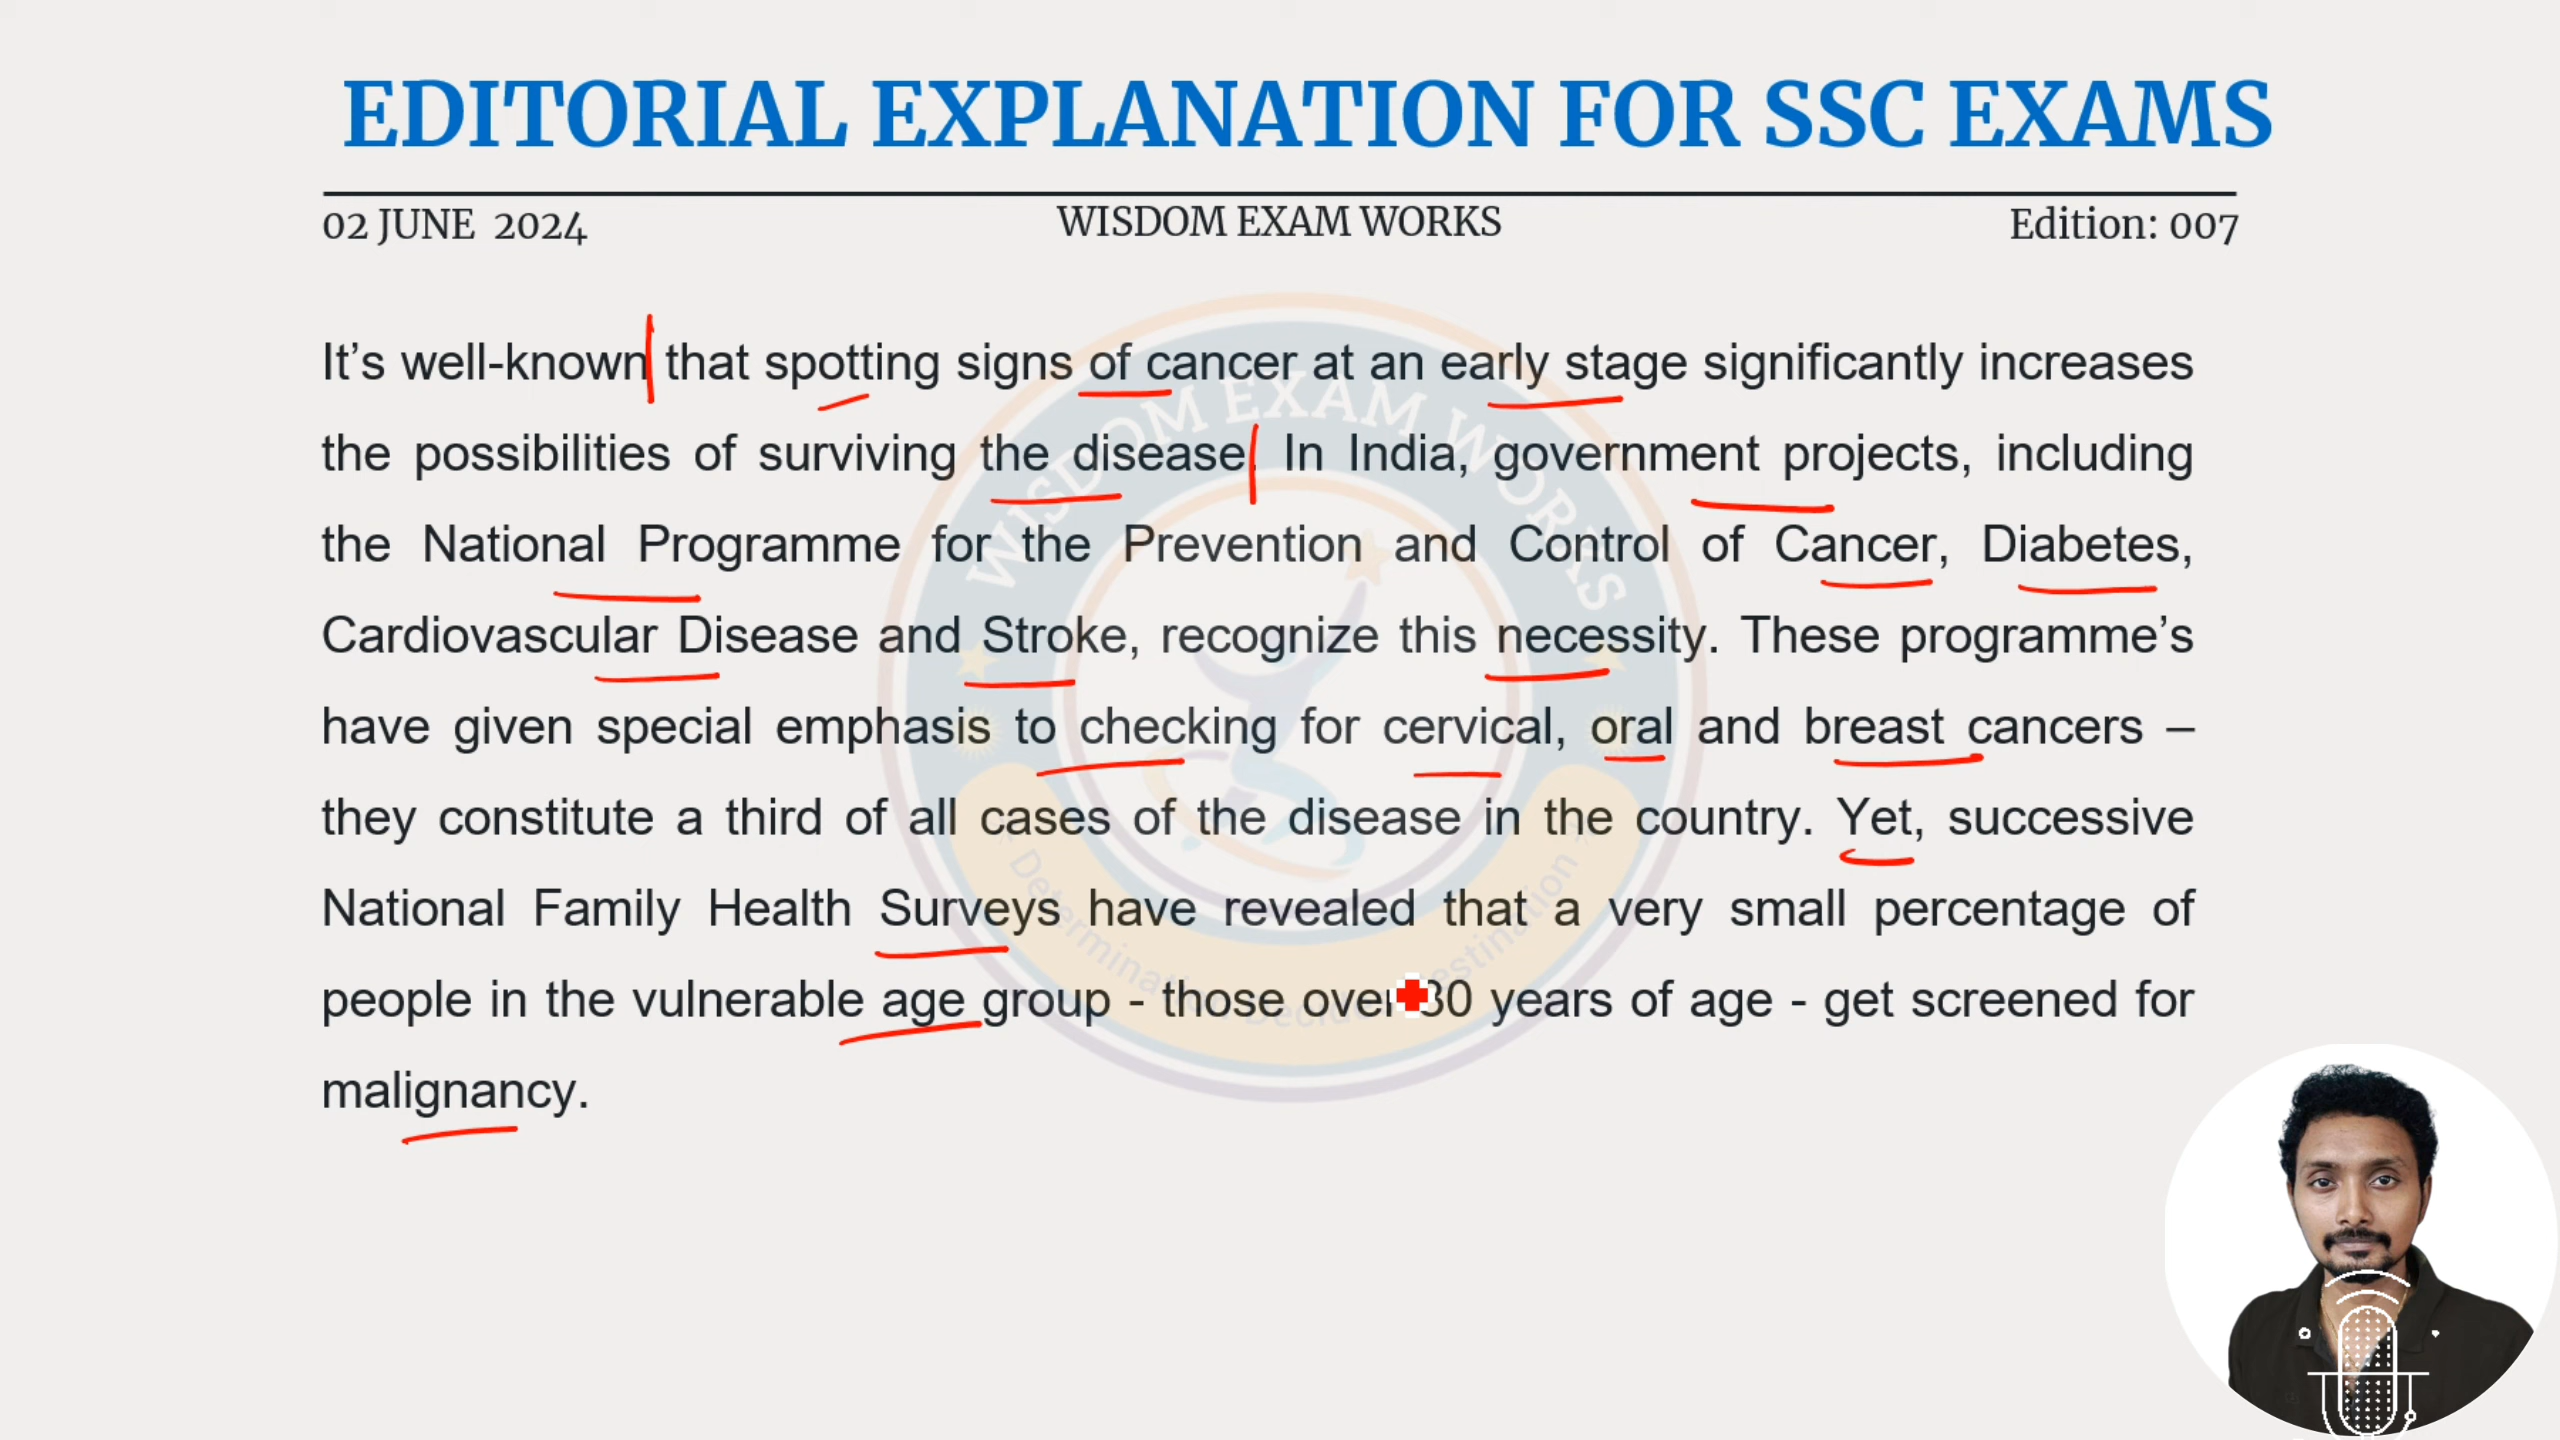 EDITORIAL EXPLANATION FOR SSC EXAMS
02 JUNE 2024 WISDOM EXAM WORKS Edition: 007
It’s well-known that spotting signs of cancer at an early stage significantly increases
the possibilities of surviving the disease. In India, government projects, including
the National Programme for the Prevention and Control of Cancer, Diabetes,
Cardiovascular Disease and Stroke, recognize this necessity. These programme’s
have given special emphasis to checking for cervical, oral and breast cancers –
they constitute a third of all cases of the disease in the country. Yet, successive
National Family Health Surveys have revealed that a very small percentage of
people in the vulnerable age group - those over 30 years of age - get screened for
malignancy.
WISDOM EXAM WORKS